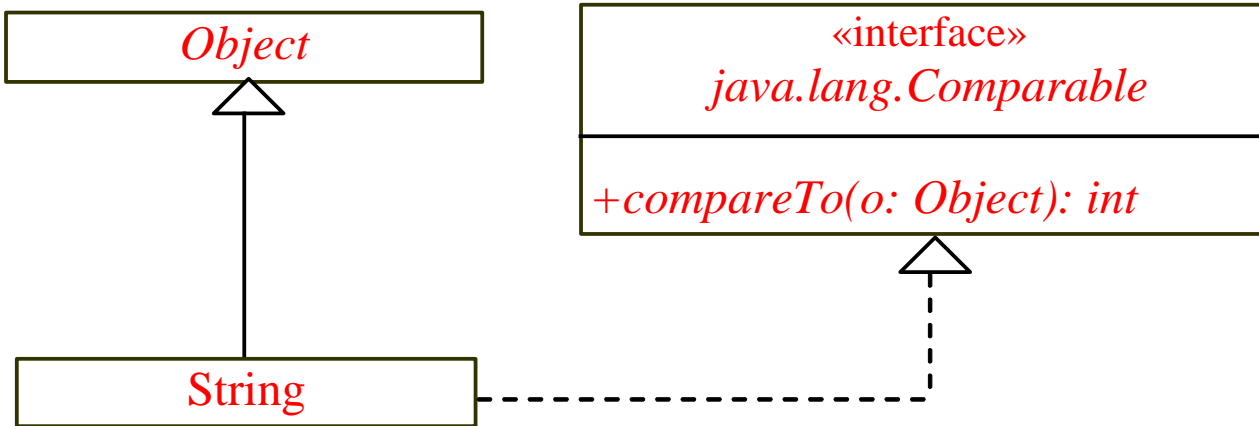 Object
«interface»
java.lang.Comparable
+compareTo(o: Object): int
String